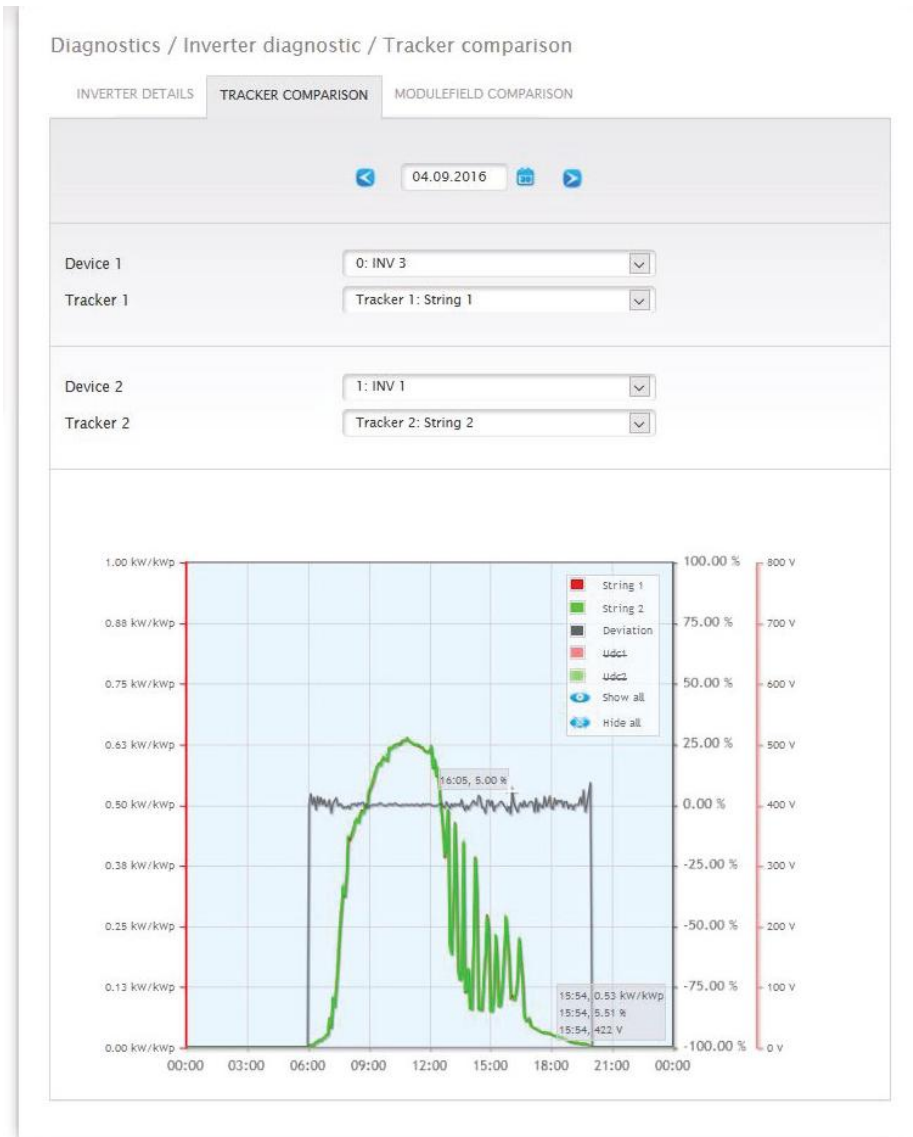 Diagnostics / Inverter diagnostic / Tracker comparison
INVERTER DETAILS TRACKER COMPARISON MODULEFIELD COMPARISON
04.09.2016
Device 1 0: INV 3
Tracker 1 Tracker 1: String 1
Device 2 1: INV 1
Tracker 2 Tracker 2: String 2
1.00 kW/kWp 100.00 % 800 V
String 1
String 2
0.88 kW/kWp 75.00 % 700 V
Deviation
Udc1
0.75 kW/kWp Udc2 50.00 % 600 V
Show all
Hide all
0.63 kW/kWp 25.00 % 500 V
16:05, 5.00 %
0.50 kW/kWp 0.00 % 400 V
0.38 kW/kWp -25.00 % 300 V
0.25 kW/kWp -50.00 % 200 V
0.13 kW/kWp -75.00 % 100 V
15:54, 0.53 kW/kWp
15:54, 5.51 %
15:54, 422 V
0.00 kW/kWp -100.00 % 0 V
00:00 03:00 06:00 09:00 12:00 15:00 18:00 21:00 00:00